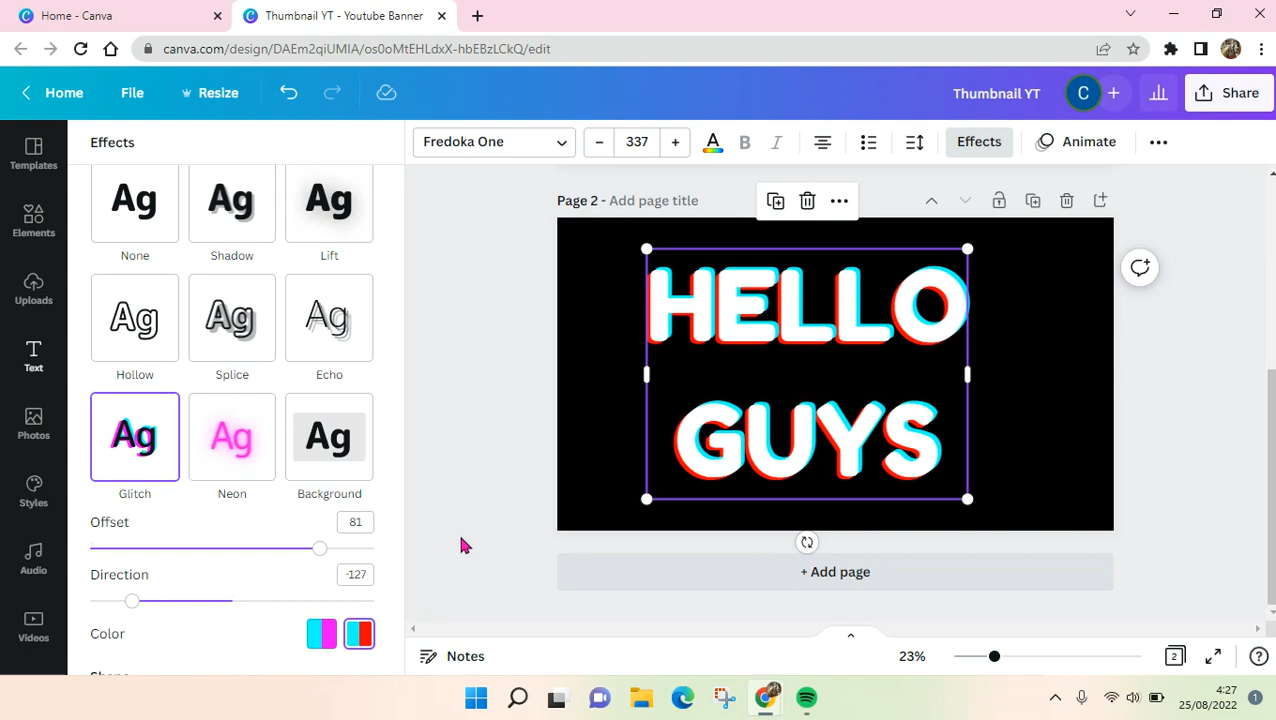 Home - Canva
Thumbnail YT - Youtube Banner
canva.com/design/DAEm2qiUMIA/os0oMtEHLdxX-hbEBzLCkQ/edit
Home
File
Resize
Thumbnail YT
C
Share
Templates
Elements
Uploads
Text
Photos
Styles
Audio
Videos
Effects
Ag
Ag
Ag
None
Shadow
Lift
Ag
Ag
Ag
Hollow
Splice
Echo
Ag
Ag
Ag
Glitch
Neon
Background
Offset
81
Direction
-127
Color
Fredoka One
337
A
B
I
Effects
Animate
Page 2 - Add page title
HELLO
GUYS
+ Add page
Notes
23%
2
4:27
25/08/2022
1